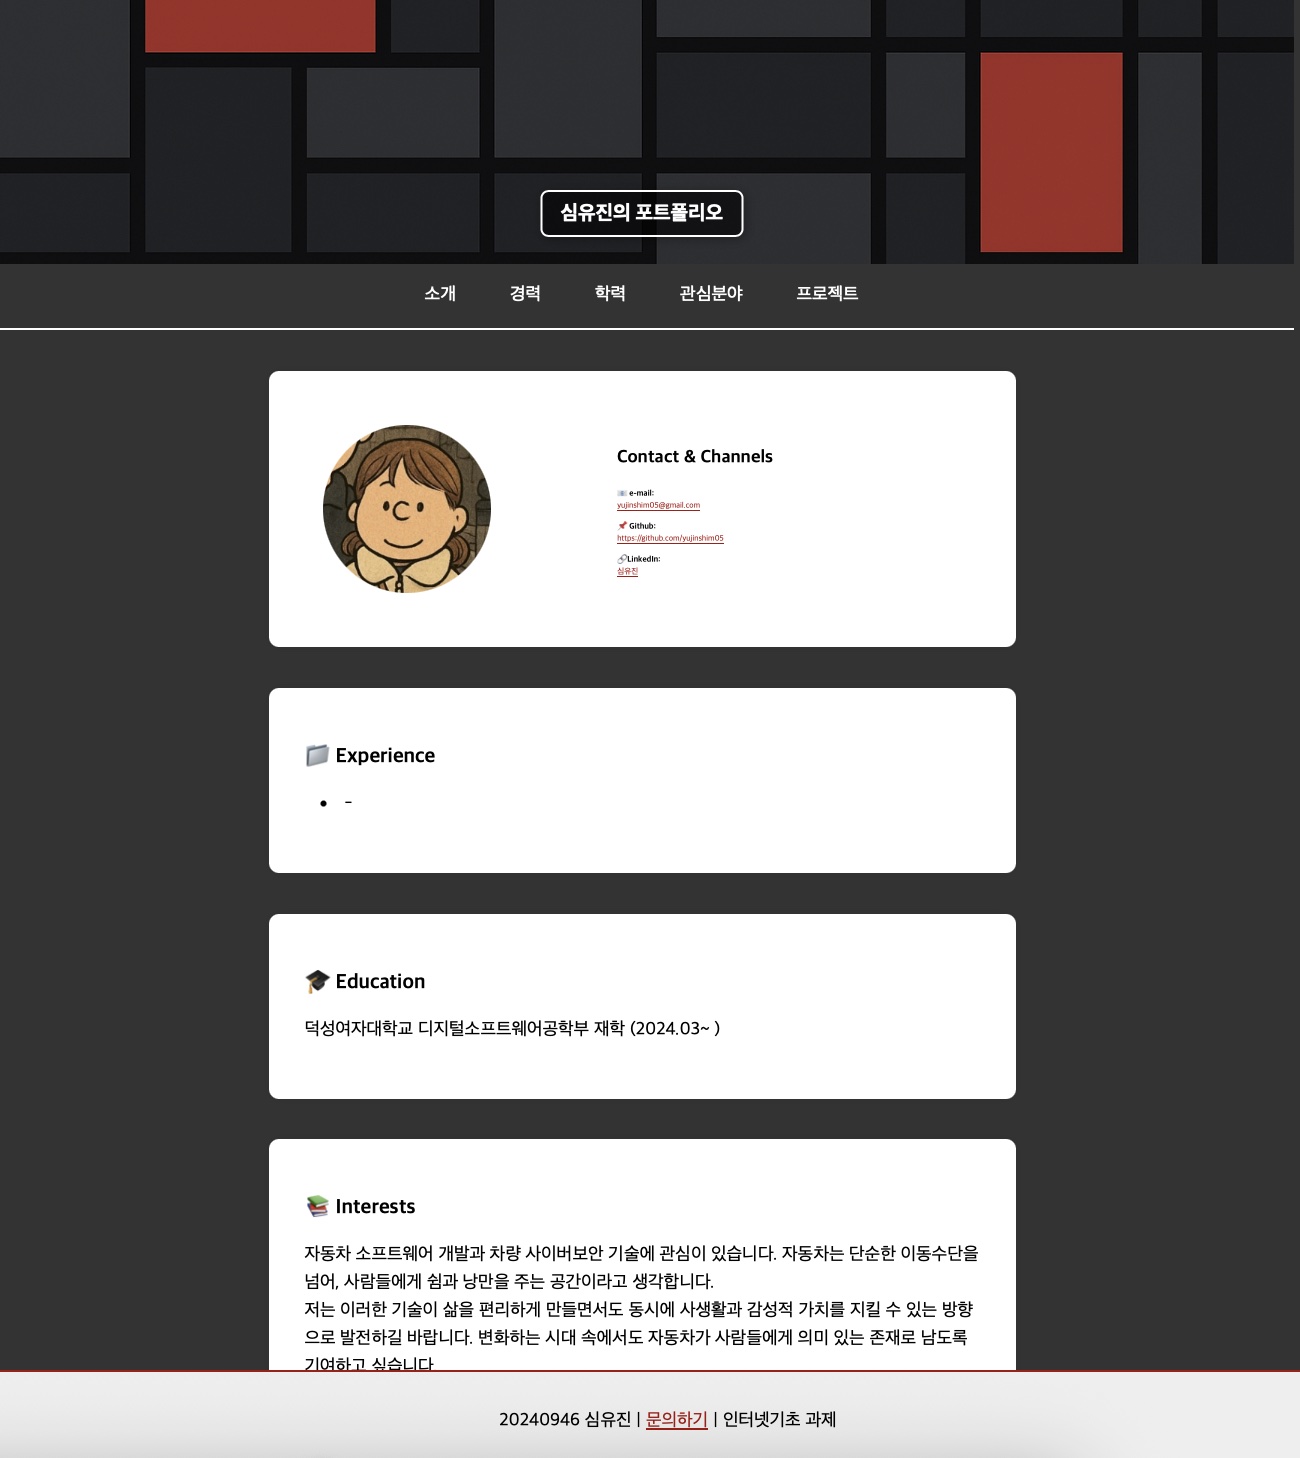 심유진의 포트폴리오
소개 경력 학력 관심분야 프로젝트
Contact & Channels
e-mail:
yujinshim05@gmail.com
Github:
https://github.com/yujinshim05
LinkedIn:
심유진
Experience
-
Education
덕성여자대학교 디지털소프트웨어공학부 재학 (2024.03~ )
Interests
자동차 소프트웨어 개발과 차량 사이버보안 기술에 관심이 있습니다. 자동차는 단순한 이동수단을
넘어, 사람들에게 쉼과 낭만을 주는 공간이라고 생각합니다.
저는 이러한 기술이 삶을 편리하게 만들면서도 동시에 사생활과 감성적 가치를 지킬 수 있는 방향
으로 발전하길 바랍니다. 변화하는 시대 속에서도 자동차가 사람들에게 의미 있는 존재로 남도록
기여하고 싶습니다
20240946 심유진 | 문의하기 | 인터넷기초 과제